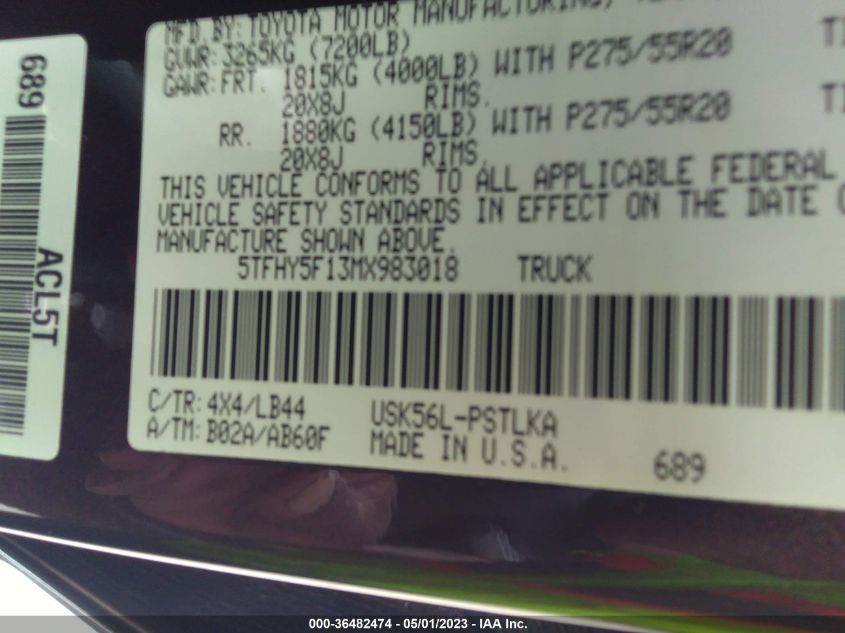 689
ACL5T
MFD. BY: TOYOTA MOTOR MANUFACTURING,
GVWR: 3265KG (7200LB)
GAWR: FRT. 1815KG (4000LB) WITH P275/55R20
20X8J RIMS.
RR. 1880KG (4150LB) WITH P275/55R20
20X8J RIMS.
THIS VEHICLE CONFORMS TO ALL APPLICABLE FEDERAL
VEHICLE SAFETY STANDARDS IN EFFECT ON THE DATE
MANUFACTURE SHOWN ABOVE.
5TFHY5F13MX983018 TRUCK
C/TR: 4X4/LB44 USK56L-PSTLKA
A/TM: B02A/AB60F MADE IN U.S.A. 689
000-36482474 - 05/01/2023 - IAA Inc.